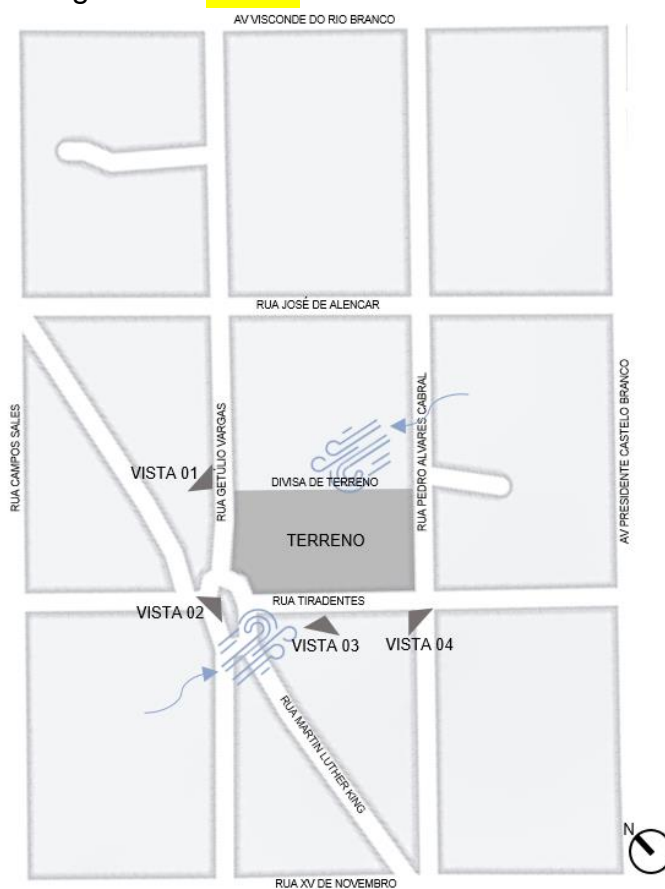 AV VISCONDE DO RIO BRANCO
RUA JOSÉ DE ALENCAR
RUA CAMPOS SALES
RUA GETÚLIO VARGAS
RUA PEDRO ALVARES CABRAL
AV PRESIDENTE CASTELO BRANCO
VISTA 01
DIVISA DE TERRENO
TERRENO
RUA TIRADENTES
VISTA 02
VISTA 03
VISTA 04
RUA MARTIN LUTHER KING
N
RUA XV DE NOVEMBRO